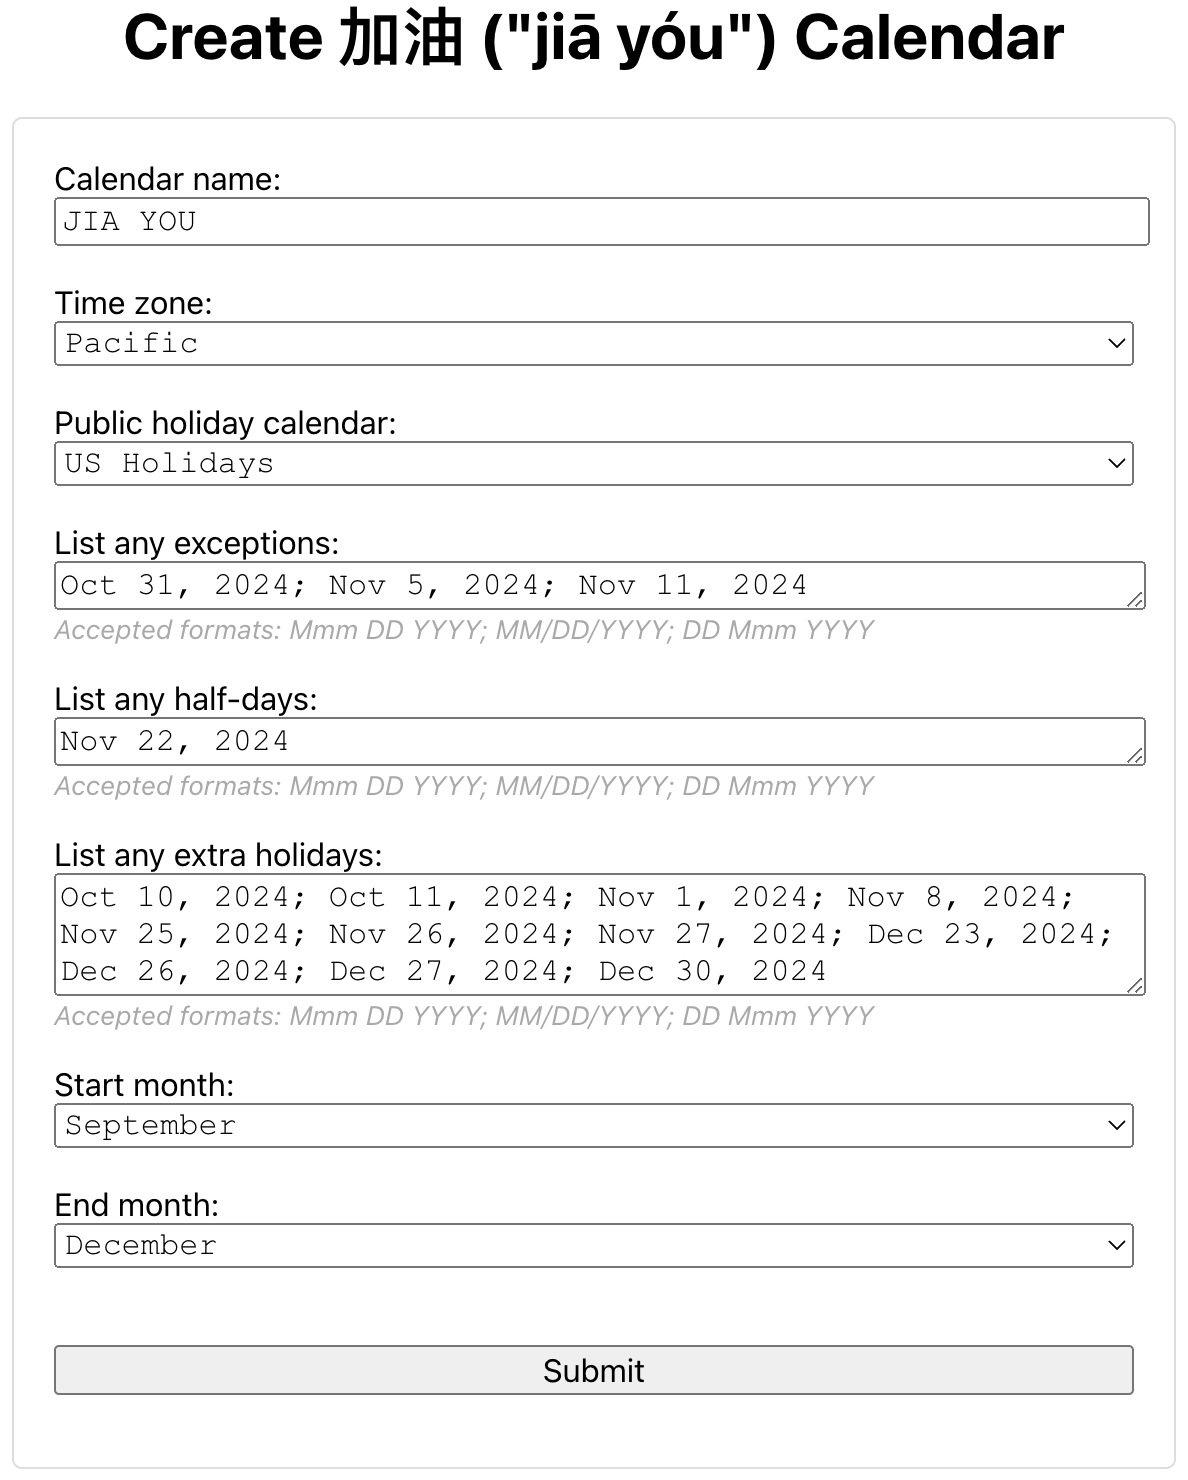 Create 加油 ("jiā yóu") Calendar
Calendar name:
JIA YOU
Time zone:
Pacific
Public holiday calendar:
US Holidays
List any exceptions:
Oct 31, 2024; Nov 5, 2024; Nov 11, 2024
Accepted formats: Mmm DD YYYY; MM/DD/YYYY; DD Mmm YYYY
List any half-days:
Nov 22, 2024
Accepted formats: Mmm DD YYYY; MM/DD/YYYY; DD Mmm YYYY
List any extra holidays:
Oct 10, 2024; Oct 11, 2024; Nov 1, 2024; Nov 8, 2024;
Nov 25, 2024; Nov 26, 2024; Nov 27, 2024; Dec 23, 2024;
Dec 26, 2024; Dec 27, 2024; Dec 30, 2024
Accepted formats: Mmm DD YYYY; MM/DD/YYYY; DD Mmm YYYY
Start month:
September
End month:
December
Submit